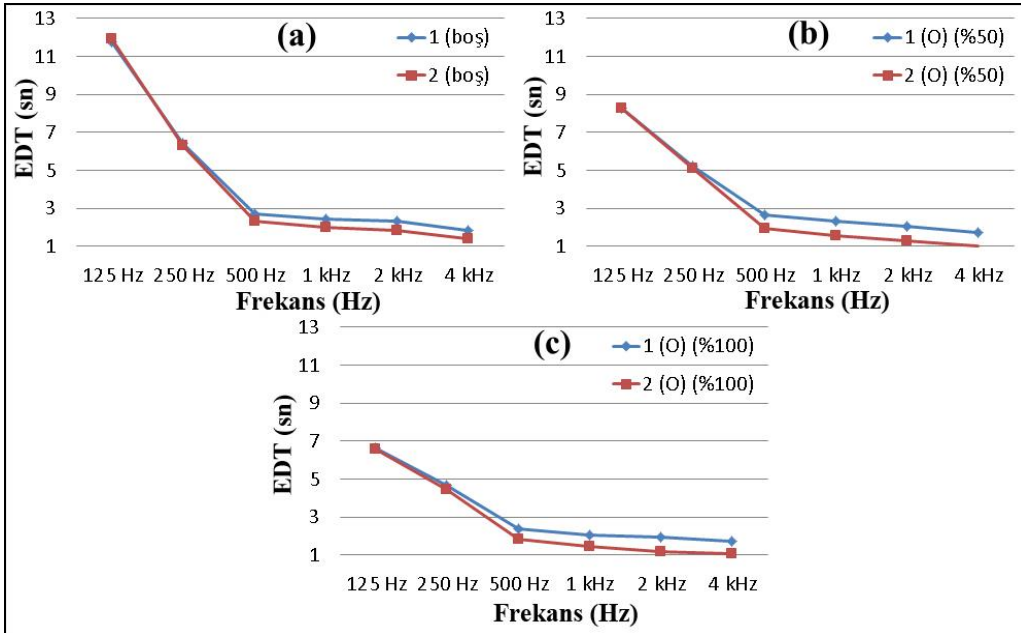 (a)
1 (boş)
2 (boş)
EDT (sn)
13
11
9
7
5
3
1
125 Hz 250 Hz 500 Hz 1 kHz 2 kHz 4 kHz
Frekans (Hz)
(b)
1 (O) (%50)
2 (O) (%50)
EDT (sn)
13
11
9
7
5
3
1
125 Hz 250 Hz 500 Hz 1 kHz 2 kHz 4 kHz
Frekans (Hz)
(c)
1 (O) (%100)
2 (O) (%100)
EDT (sn)
13
11
9
7
5
3
1
125 Hz 250 Hz 500 Hz 1 kHz 2 kHz 4 kHz
Frekans (Hz)